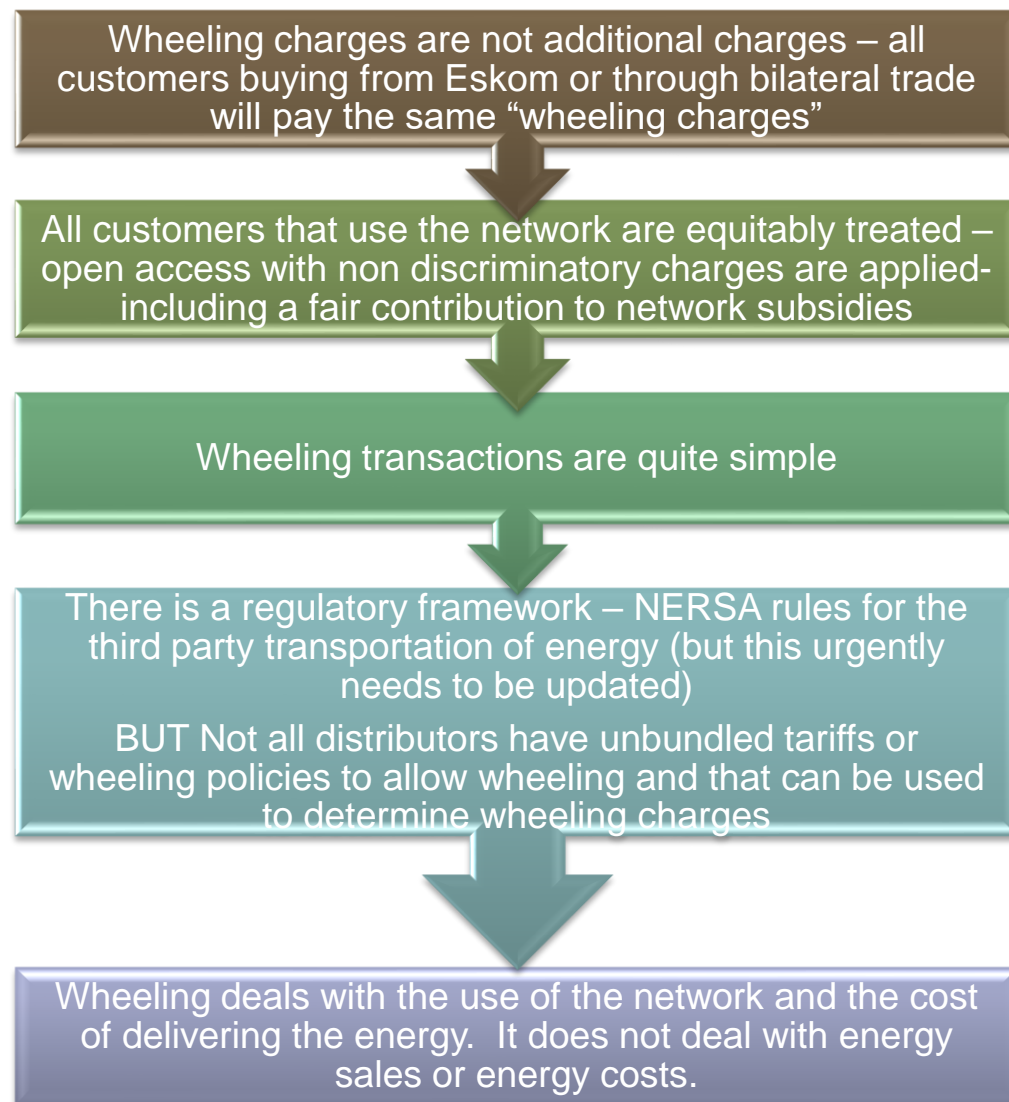 Wheeling charges are not additional charges – all
customers buying from Eskom or through bilateral trade
will pay the same “wheeling charges”
All customers that use the network are equitably treated –
open access with non discriminatory charges are applied-
including a fair contribution to network subsidies
Wheeling transactions are quite simple
There is a regulatory framework – NERSA rules for the
third party transportation of energy (but this urgently
needs to be updated)
BUT Not all distributors have unbundled tariffs or
wheeling policies to allow wheeling and that can be used
to determine wheeling charges
Wheeling deals with the use of the network and the cost
of delivering the energy.  It does not deal with energy
sales or energy costs.